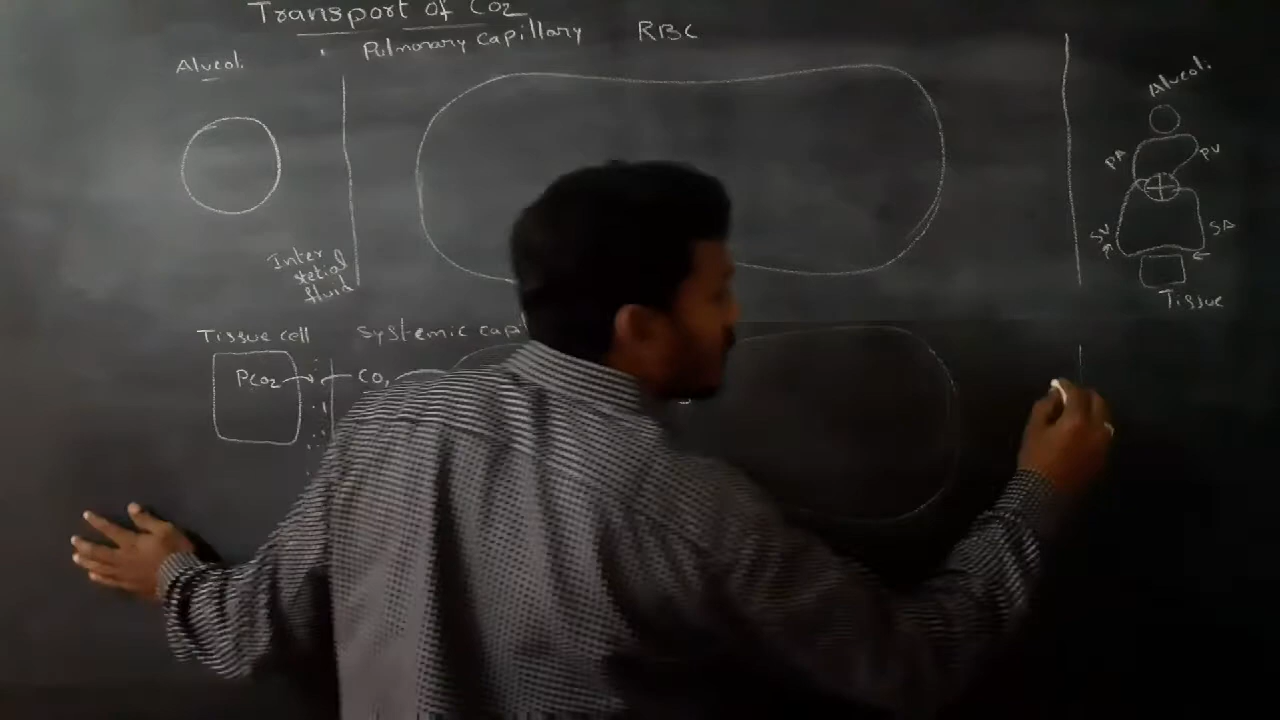 Transport of CO2
Pulmonary Capillary RBC
Alveoli
Alveoli
PA PV
SV SA
Tissue
Inter
stetial
fluid
Tissue cell systemic capi
PCO2 CO2